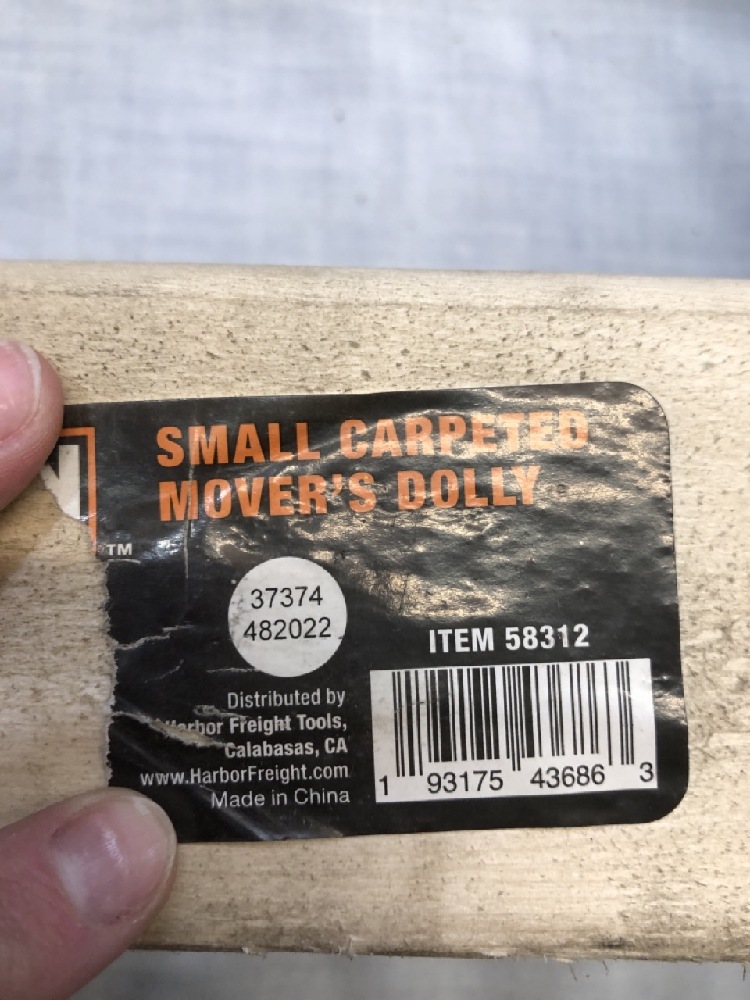 N
TM
SMALL CARPETED
MOVER'S DOLLY
37374
482022
ITEM 58312
Distributed by
Harbor Freight Tools,
Calabasas, CA
www.HarborFreight.com
Made in China
1 93175 43686 3